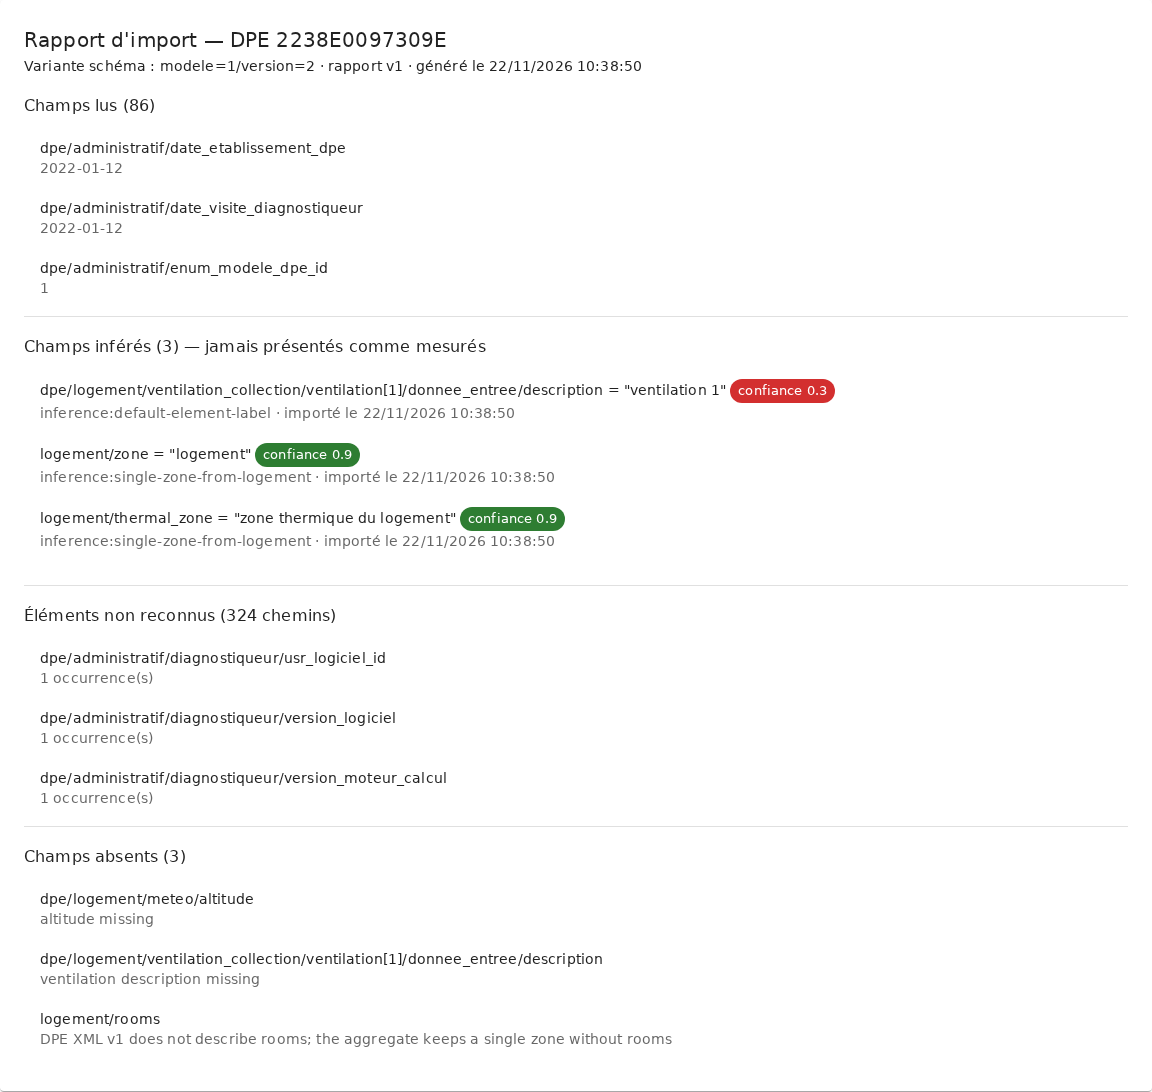 Rapport d'import — DPE 2238E0097309E
Variante schéma : modele=1/version=2 · rapport v1 · généré le 22/11/2026 10:38:50
Champs lus (86)
dpe/administratif/date_etablissement_dpe
2022-01-12
dpe/administratif/date_visite_diagnostiqueur
2022-01-12
dpe/administratif/enum_modele_dpe_id
1
Champs inférés (3) — jamais présentés comme mesurés
dpe/logement/ventilation_collection/ventilation[1]/donnee_entree/description = "ventilation 1" confiance 0.3
inference:default-element-label · importé le 22/11/2026 10:38:50
logement/zone = "logement" confiance 0.9
inference:single-zone-from-logement · importé le 22/11/2026 10:38:50
logement/thermal_zone = "zone thermique du logement" confiance 0.9
inference:single-zone-from-logement · importé le 22/11/2026 10:38:50
Éléments non reconnus (324 chemins)
dpe/administratif/diagnostiqueur/usr_logiciel_id
1 occurrence(s)
dpe/administratif/diagnostiqueur/version_logiciel
1 occurrence(s)
dpe/administratif/diagnostiqueur/version_moteur_calcul
1 occurrence(s)
Champs absents (3)
dpe/logement/meteo/altitude
altitude missing
dpe/logement/ventilation_collection/ventilation[1]/donnee_entree/description
ventilation description missing
logement/rooms
DPE XML v1 does not describe rooms; the aggregate keeps a single zone without rooms